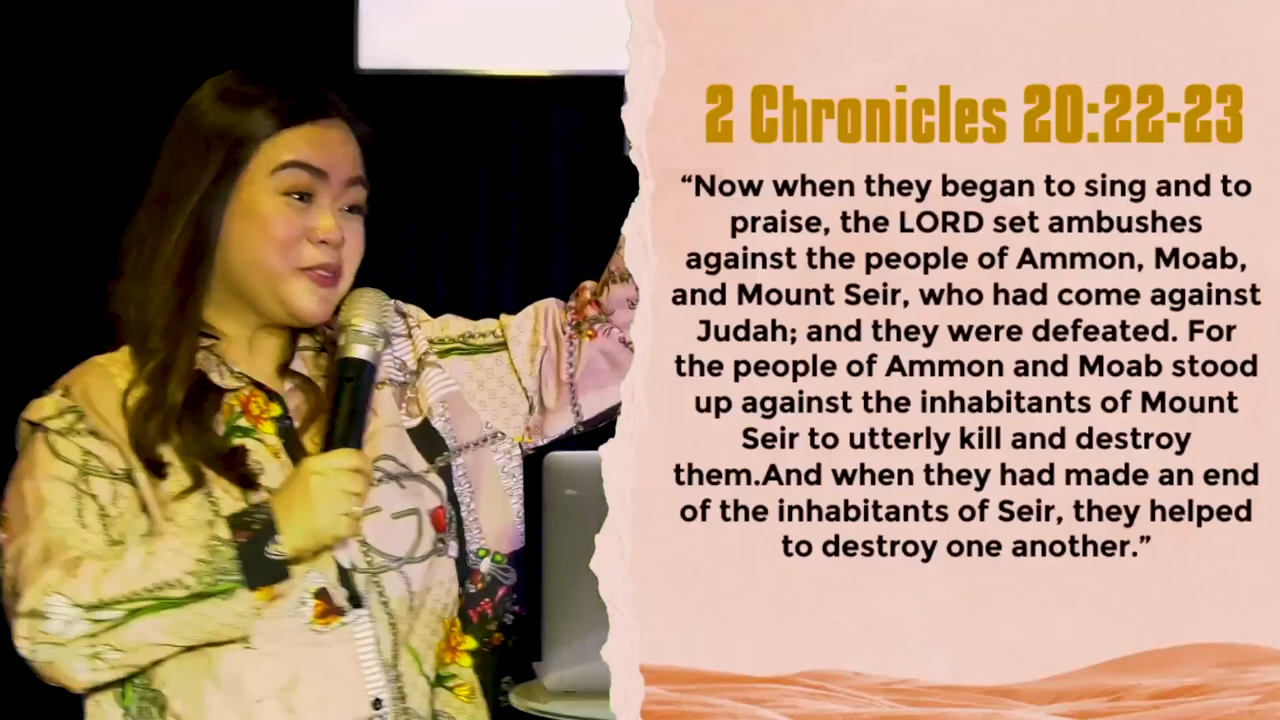 2 Chronicles 20:22-23
“Now when they began to sing and to
praise, the LORD set ambushes
against the people of Ammon, Moab,
and Mount Seir, who had come against
Judah; and they were defeated. For
the people of Ammon and Moab stood
up against the inhabitants of Mount
Seir to utterly kill and destroy
them.And when they had made an end
of the inhabitants of Seir, they helped
to destroy one another.”